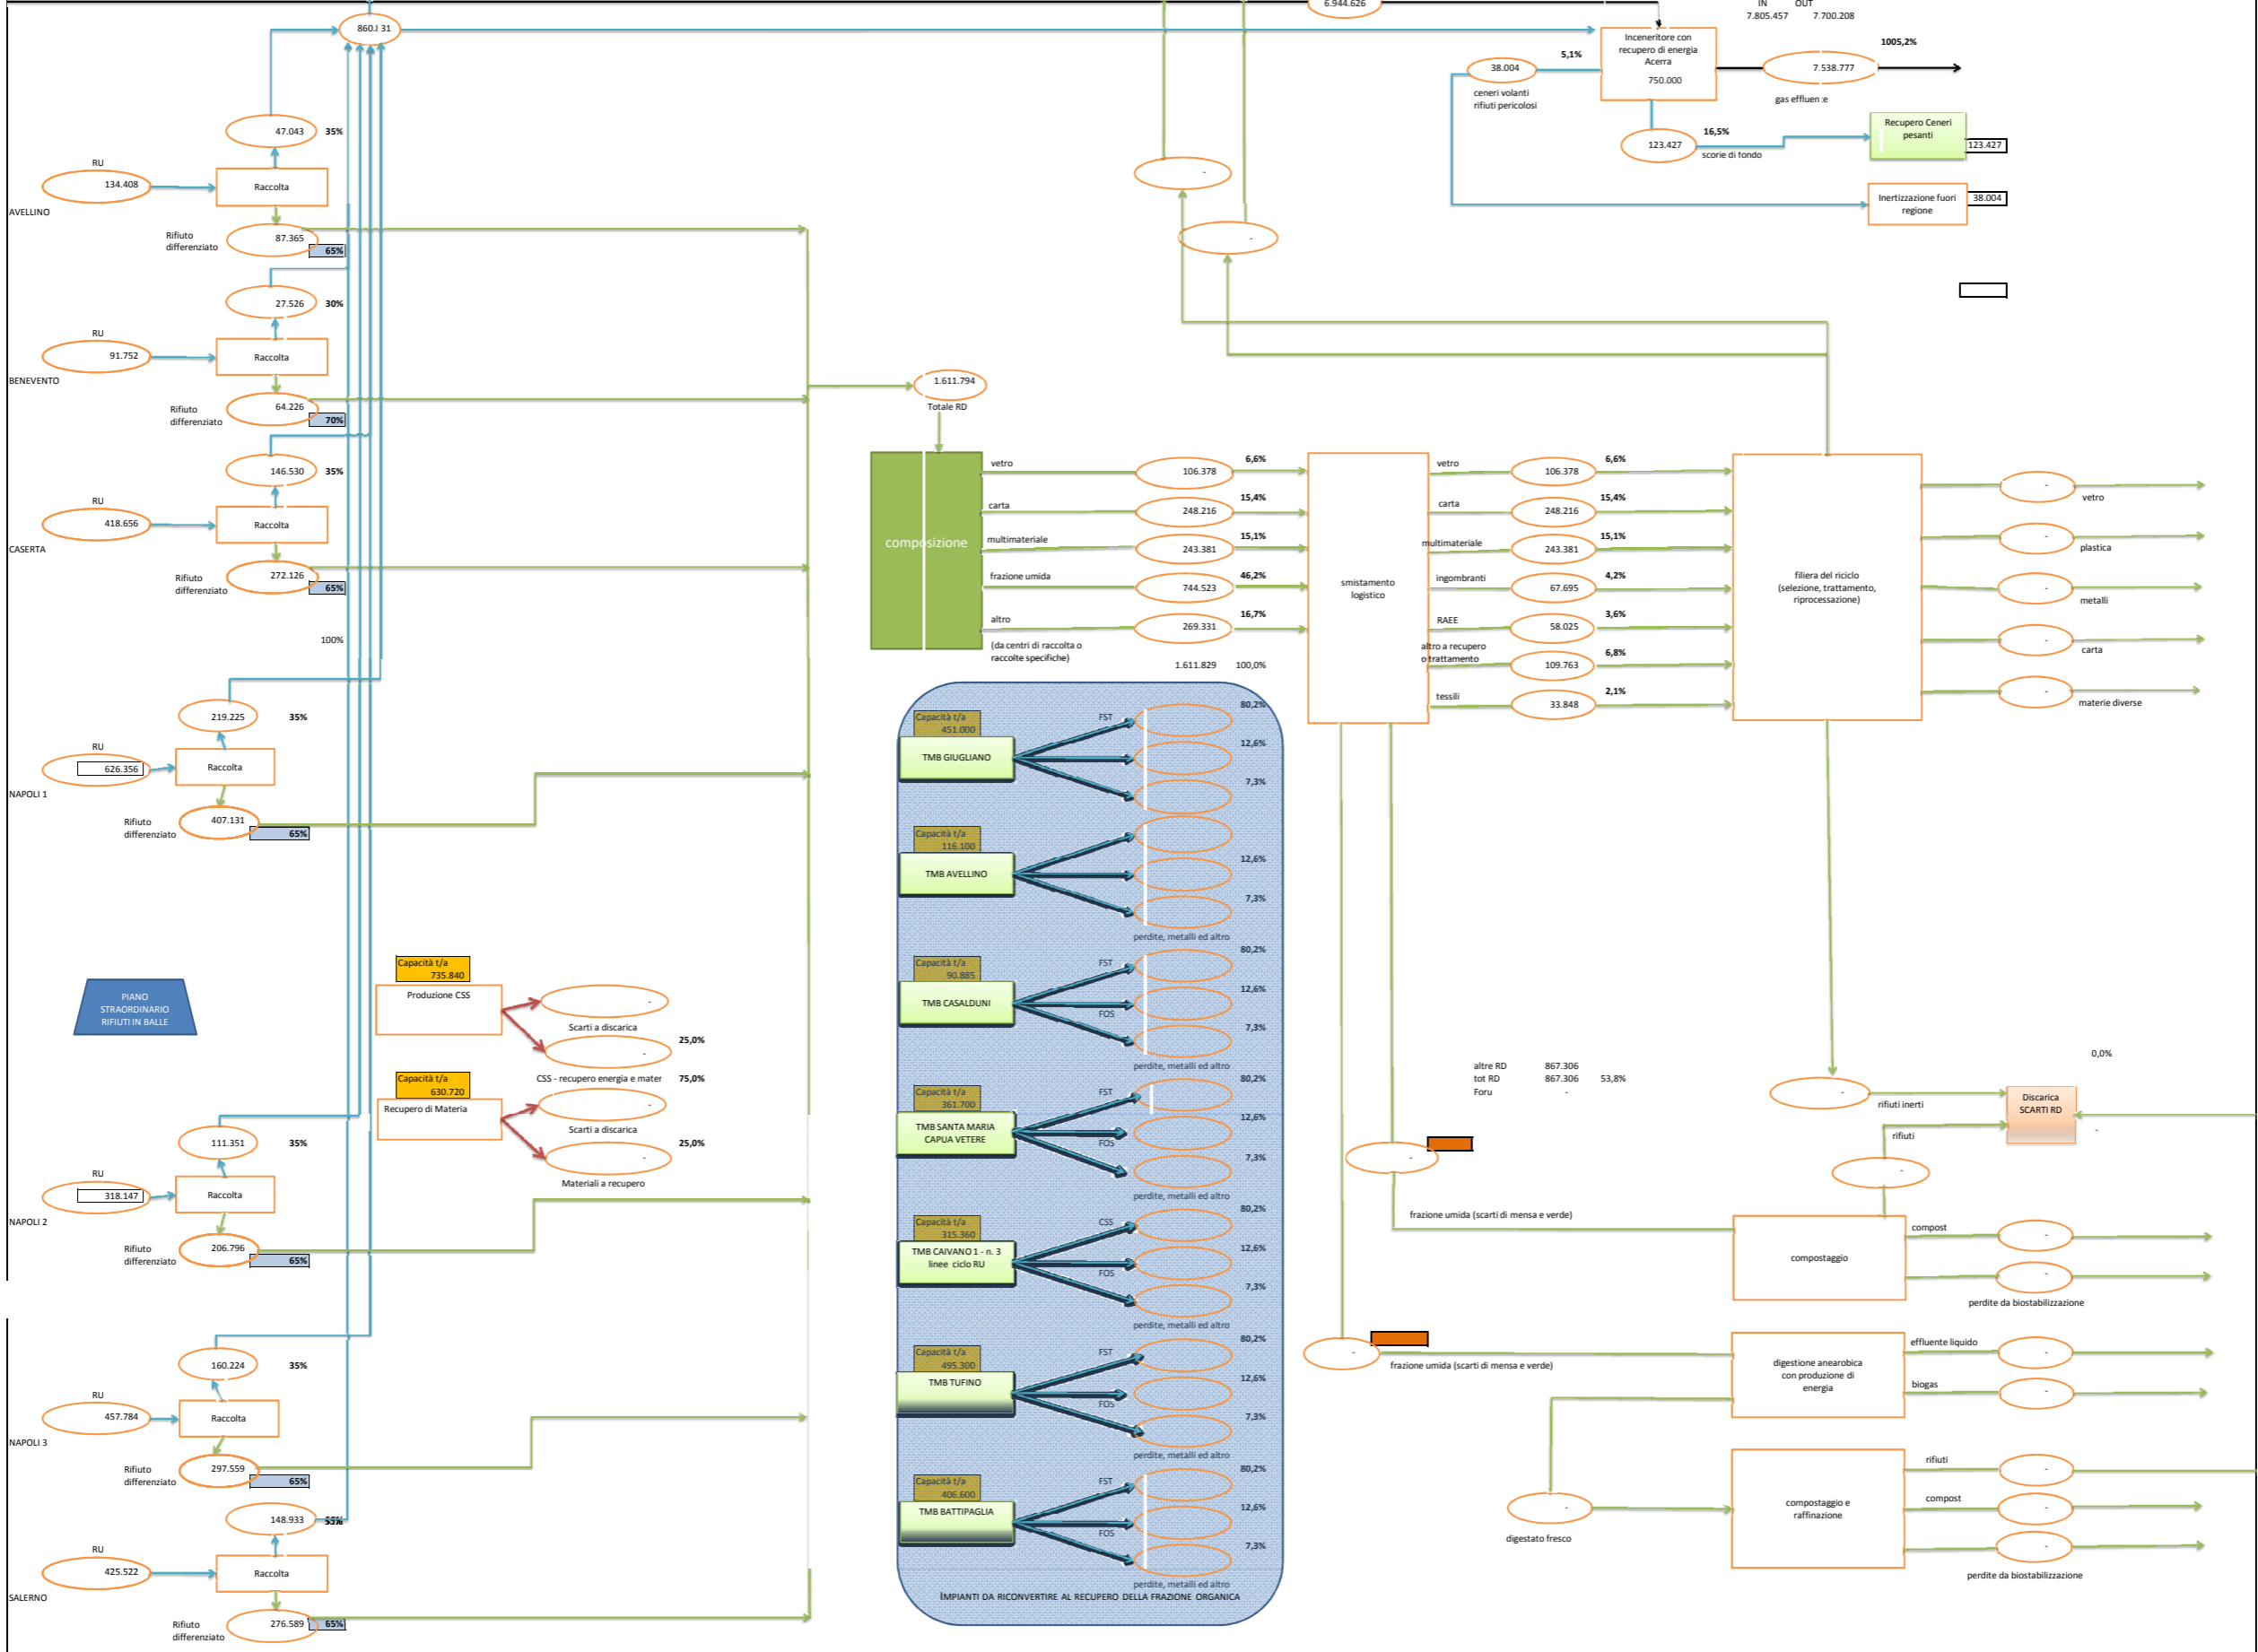 6.944.626
IN OUT
7.805.457 7.700.208
860.831
Inceneritore con
recupero di energia
Acerra
750.000
5,1%
38.004
ceneri volanti
rifiuti pericolosi
1005,2%
7.538.777
gas effluente
16,5%
123.427
scorie di fondo
Recupero Ceneri
pesanti
123.427
Inertizzazione fuori
regione
38.004
47.043 35%
RU
134.408
Raccolta
AVELLINO
Rifiuto
differenziato
87.365
65%
27.526 30%
RU
91.752
Raccolta
BENEVENTO
Rifiuto
differenziato
64.226
70%
146.530 35%
RU
418.656
Raccolta
CASERTA
Rifiuto
differenziato
272.126
65%
100%
219.225 35%
RU
626.356
Raccolta
NAPOLI 1
Rifiuto
differenziato
407.131
65%
PIANO
STRAORDINARIO
RIFIUTI IN BALLE
Capacità t/a
735.840
Produzione CSS
-
Scarti a discarica
25,0%
-
CSS - recupero energia e mater 75,0%
Capacità t/a
630.720
Recupero di Materia
-
Scarti a discarica
25,0%
-
Materiali a recupero
111.351 35%
RU
318.147
Raccolta
NAPOLI 2
Rifiuto
differenziato
206.796
65%
160.224 35%
RU
457.784
Raccolta
NAPOLI 3
Rifiuto
differenziato
297.559
65%
148.933
RU
425.522
Raccolta
SALERNO
Rifiuto
differenziato
276.589 65%
-
-
1.611.794
Totale RD
composizione
vetro 106.378 6,6%
carta 248.216 15,4%
multimateriale 243.381 15,1%
frazione umida 744.523 46,2%
altro 269.331 16,7%
(da centri di raccolta o
raccolte specifiche)
1.611.829 100,0%
smistamento
logistico
vetro 106.378 6,6%
carta 248.216 15,4%
multimateriale 243.381 15,1%
ingombranti 67.695 4,2%
RAEE 58.025 3,6%
altro a recupero
o trattamento 109.763 6,8%
tessili 33.848 2,1%
filiera del riciclo
(selezione, trattamento,
riprocessazione)
-
vetro
-
plastica
-
metalli
-
carta
-
materie diverse
Capacità t/a
451.000
TMB GIUGLIANO
FST
80,2%
12,6%
7,3%
Capacità t/a
116.100
TMB AVELLINO
12,6%
7,3%
perdite, metalli ed altro
Capacità t/a
90.885
TMB CASALDUNI
FST
FOS
80,2%
12,6%
7,3%
perdite, metalli ed altro
Capacità t/a
361.700
TMB SANTA MARIA
CAPUA VETERE
FST
FOS
80,2%
12,6%
7,3%
perdite, metalli ed altro
Capacità t/a
315.360
TMB CAIVANO 1 - n. 3
linee ciclo RU
CSS
FOS
80,2%
12,6%
7,3%
perdite, metalli ed altro
Capacità t/a
495.300
TMB TUFINO
FST
FOS
80,2%
12,6%
7,3%
perdite, metalli ed altro
Capacità t/a
406.600
TMB BATTIPAGLIA
FST
FOS
80,2%
12,6%
7,3%
perdite, metalli ed altro
IMPIANTI DA RICONVERTIRE AL RECUPERO DELLA FRAZIONE ORGANICA
altre RD 867.306
tot RD 867.306 53,8%
Foru -
0,0%
-
rifiuti inerti
Discarica
SCARTI RD
-
rifiuti
-
-
frazione umida (scarti di mensa e verde)
compostaggio
compost
-
-
perdite da biostabilizzazione
-
frazione umida (scarti di mensa e verde)
digestione anearobica
con produzione di
energia
effluente liquido
-
biogas
-
-
digestato fresco
compostaggio e
raffinazione
rifiuti
-
compost
-
-
perdite da biostabilizzazione